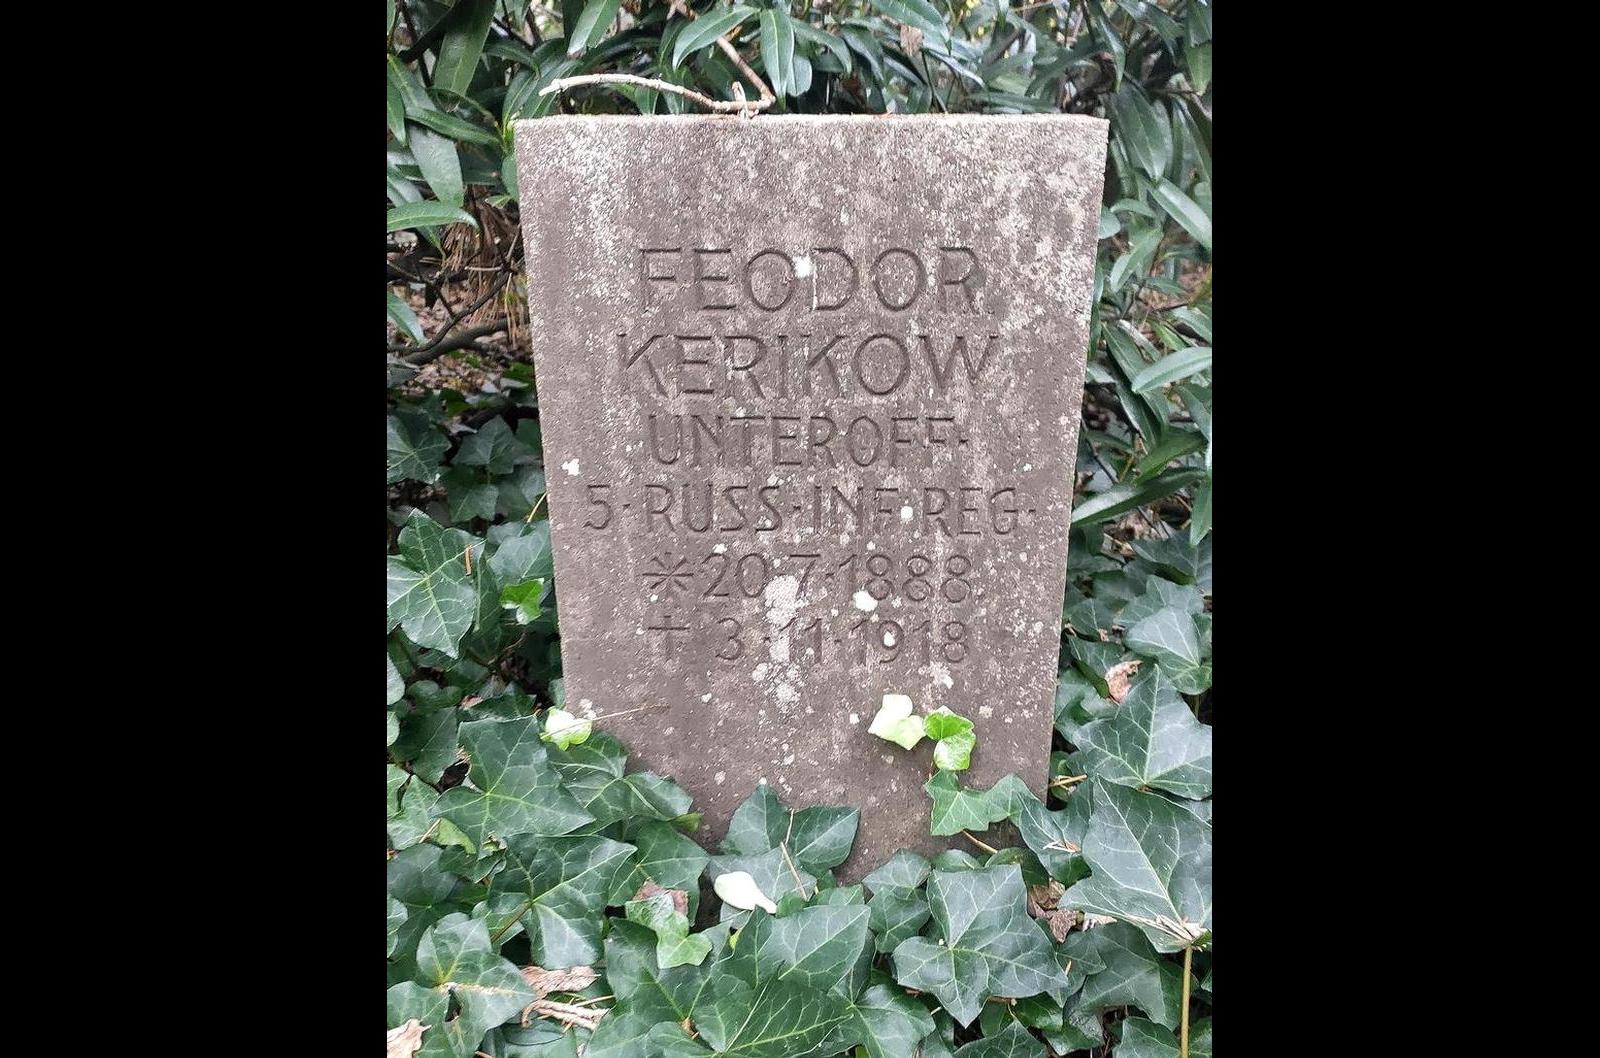 FEODOR
KERIKOW
UNTEROFF·
5·RUSS·INF·REG·
*20·7·1888
† 3·11·1918